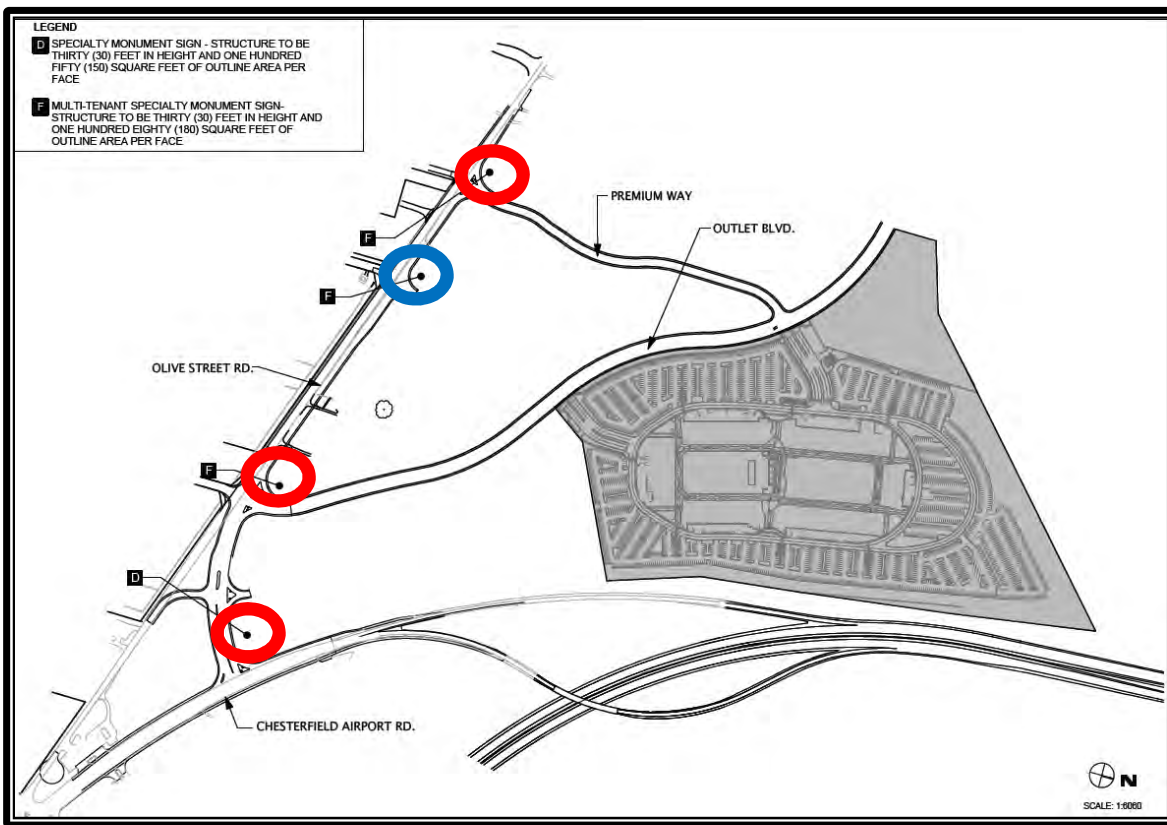 LEGEND
D SPECIALTY MONUMENT SIGN - STRUCTURE TO BE
THIRTY (30) FEET IN HEIGHT AND ONE HUNDRED
FIFTY (150) SQUARE FEET OF OUTLINE AREA PER
FACE
F MULTI-TENANT SPECIALTY MONUMENT SIGN-
STRUCTURE TO BE THIRTY (30) FEET IN HEIGHT AND
ONE HUNDRED EIGHTY (180) SQUARE FEET OF
OUTLINE AREA PER FACE
PREMIUM WAY
OUTLET BLVD.
F
F
OLIVE STREET RD.
F
D
CHESTERFIELD AIRPORT RD.
N
SCALE: 1:6060